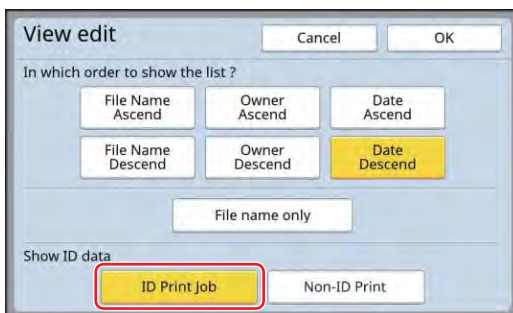 View edit
Cancel
OK
In which order to show the list ?
File Name
Ascend
Owner
Ascend
Date
Ascend
File Name
Descend
Owner
Descend
Date
Descend
File name only
Show ID data
ID Print Job
Non-ID Print